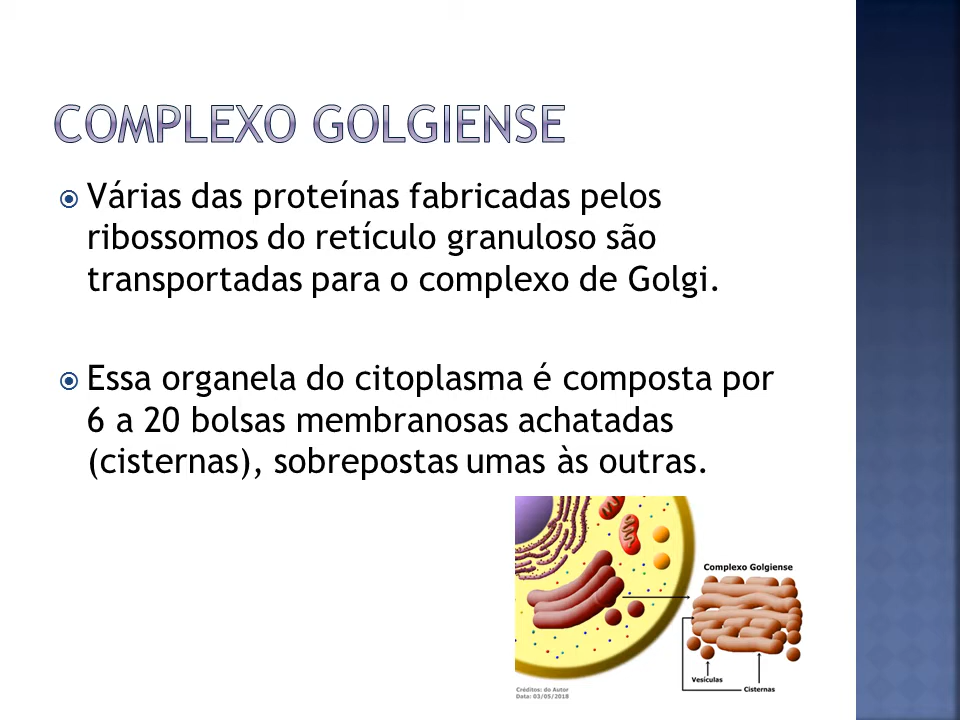 COMPLEXO GOLGIENSE
Várias das proteínas fabricadas pelos
ribossomos do retículo granuloso são
transportadas para o complexo de Golgi.
Essa organela do citoplasma é composta por
6 a 20 bolsas membranosas achatadas
(cisternas), sobrepostas umas às outras.
Complexo Golgiense
Vesículas
Cisternas
Créditos: do Autor
Data: 03/05/2018